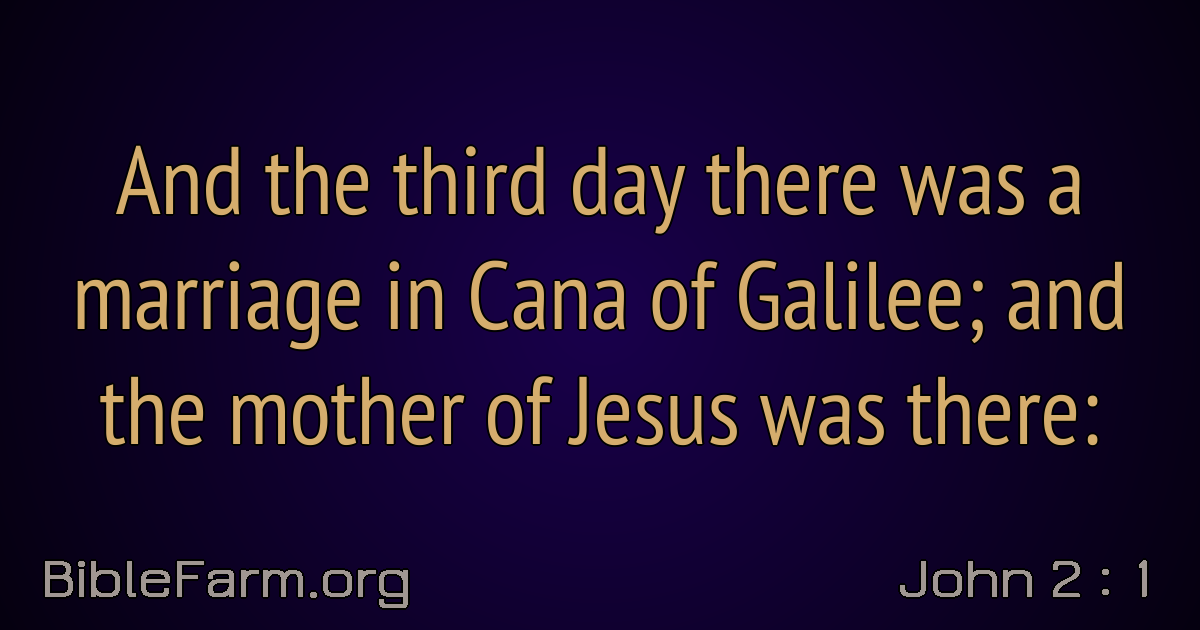 And the third day there was a
marriage in Cana of Galilee; and
the mother of Jesus was there:
BibleFarm.org
John 2 : 1